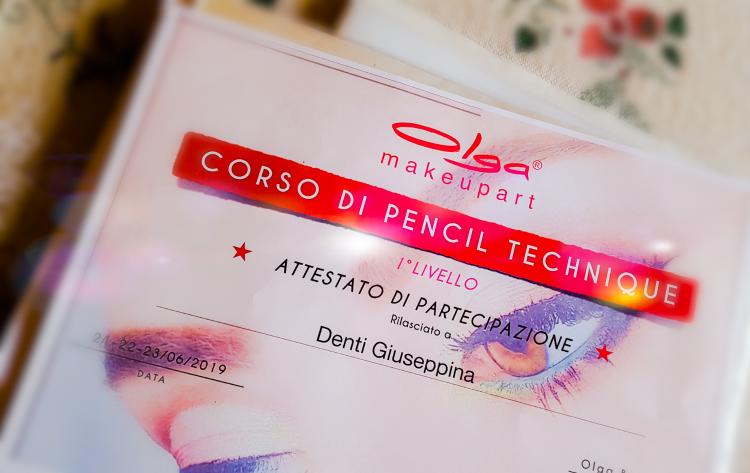 Olga®
makeupart
CORSO DI PENCIL TECHNIQUE
1°LIVELLO
ATTESTATO DI PARTECIPAZIONE
Rilasciato a
Denti Giuseppina
22-23/06/2019
DATA
Olga